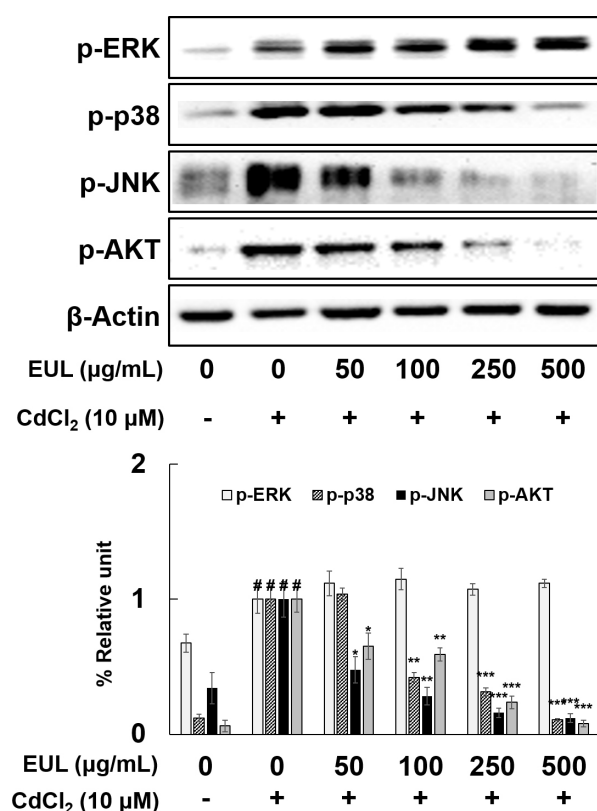 p-ERK
p-p38
p-JNK
p-AKT
β-Actin
EUL (µg/mL) 0 0 50 100 250 500
CdCl₂ (10 µM) - + + + + +
2
p-ERK p-p38 p-JNK p-AKT
% Relative unit
1
# # # #
* *
** ** **
*** *** ***
*** *** ***
0
EUL (µg/mL) 0 0 50 100 250 500
CdCl₂ (10 µM) - + + + + +